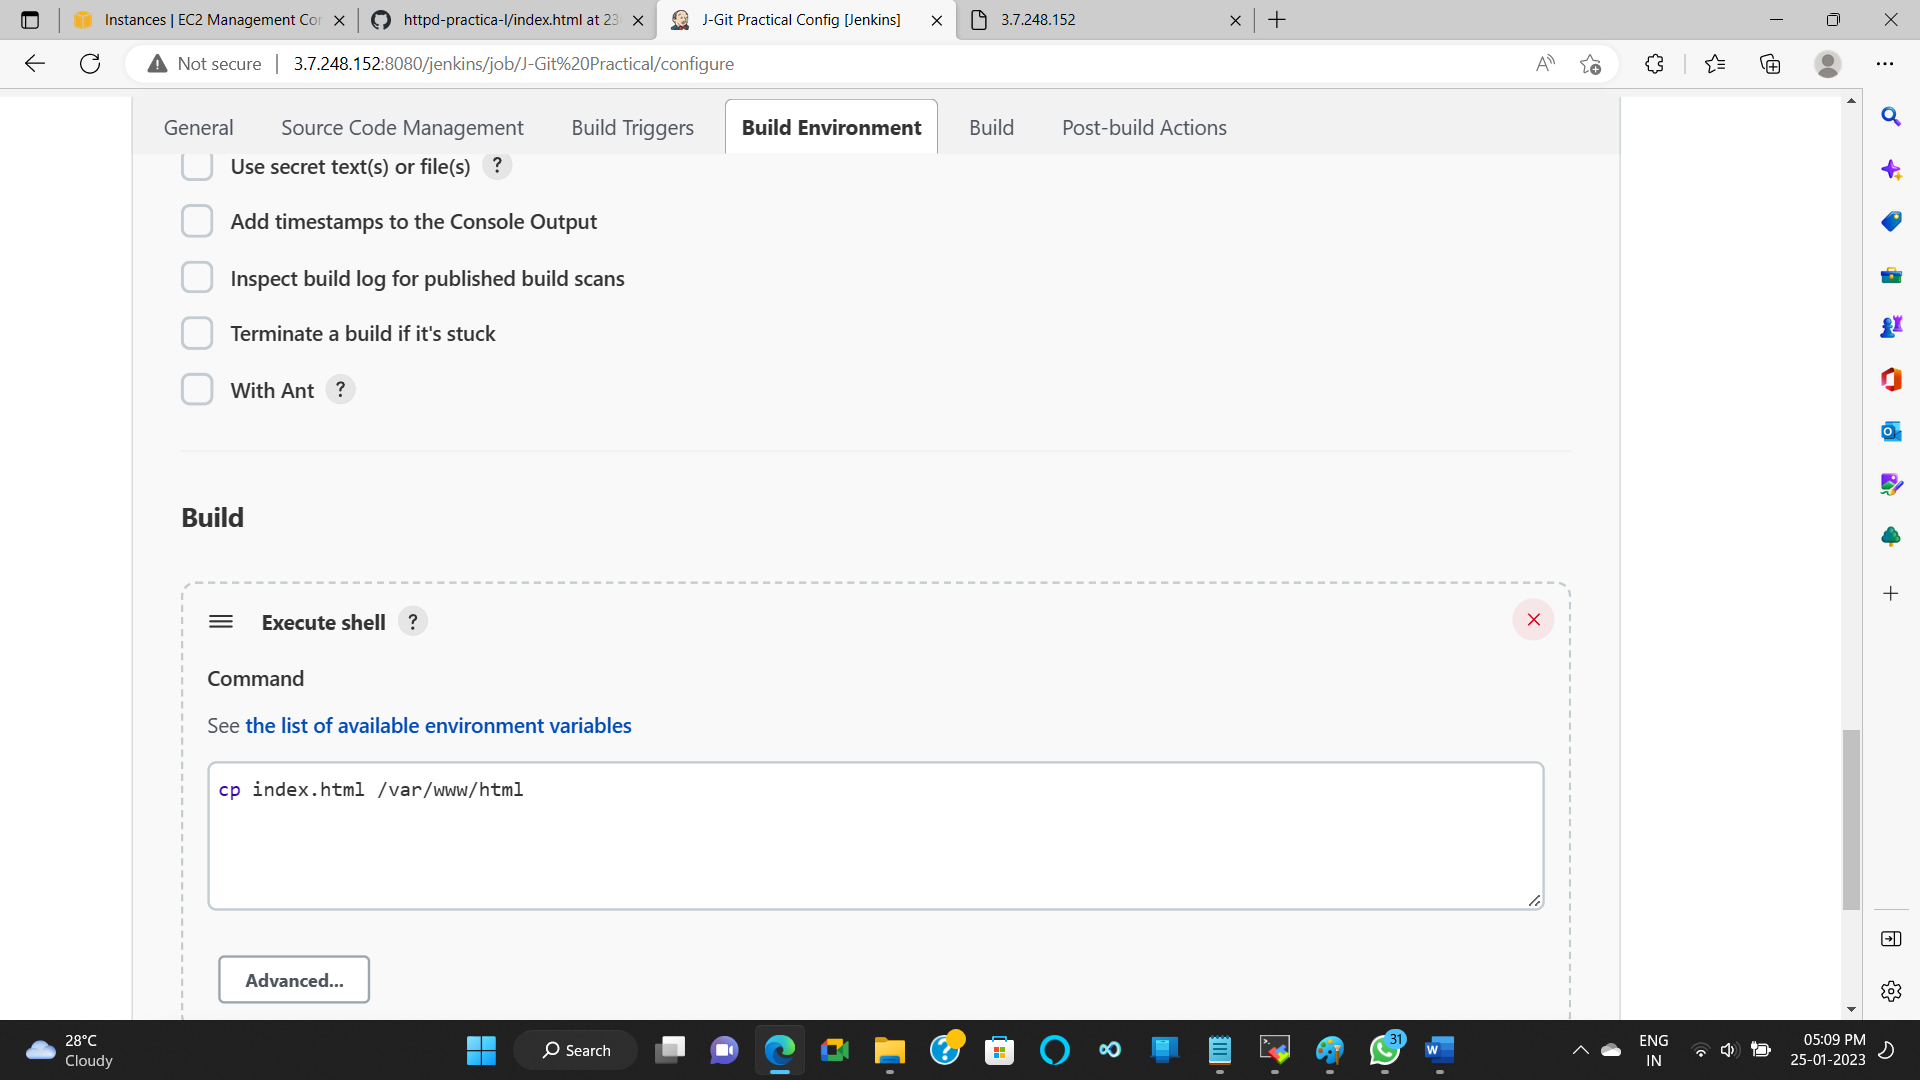 Instances | EC2 Management Cor
httpd-practica-l/index.html at 23
J-Git Practical Config [Jenkins]
3.7.248.152
Not secure
3.7.248.152:8080/jenkins/job/J-Git%20Practical/configure
General
Source Code Management
Build Triggers
Build Environment
Build
Post-build Actions
Use secret text(s) or file(s) ?
Add timestamps to the Console Output
Inspect build log for published build scans
Terminate a build if it's stuck
With Ant ?
Build
Execute shell ?
Command
See the list of available environment variables
cp index.html /var/www/html
Advanced...
28°C
Cloudy
Search
31
ENG
IN
05:09 PM
25-01-2023